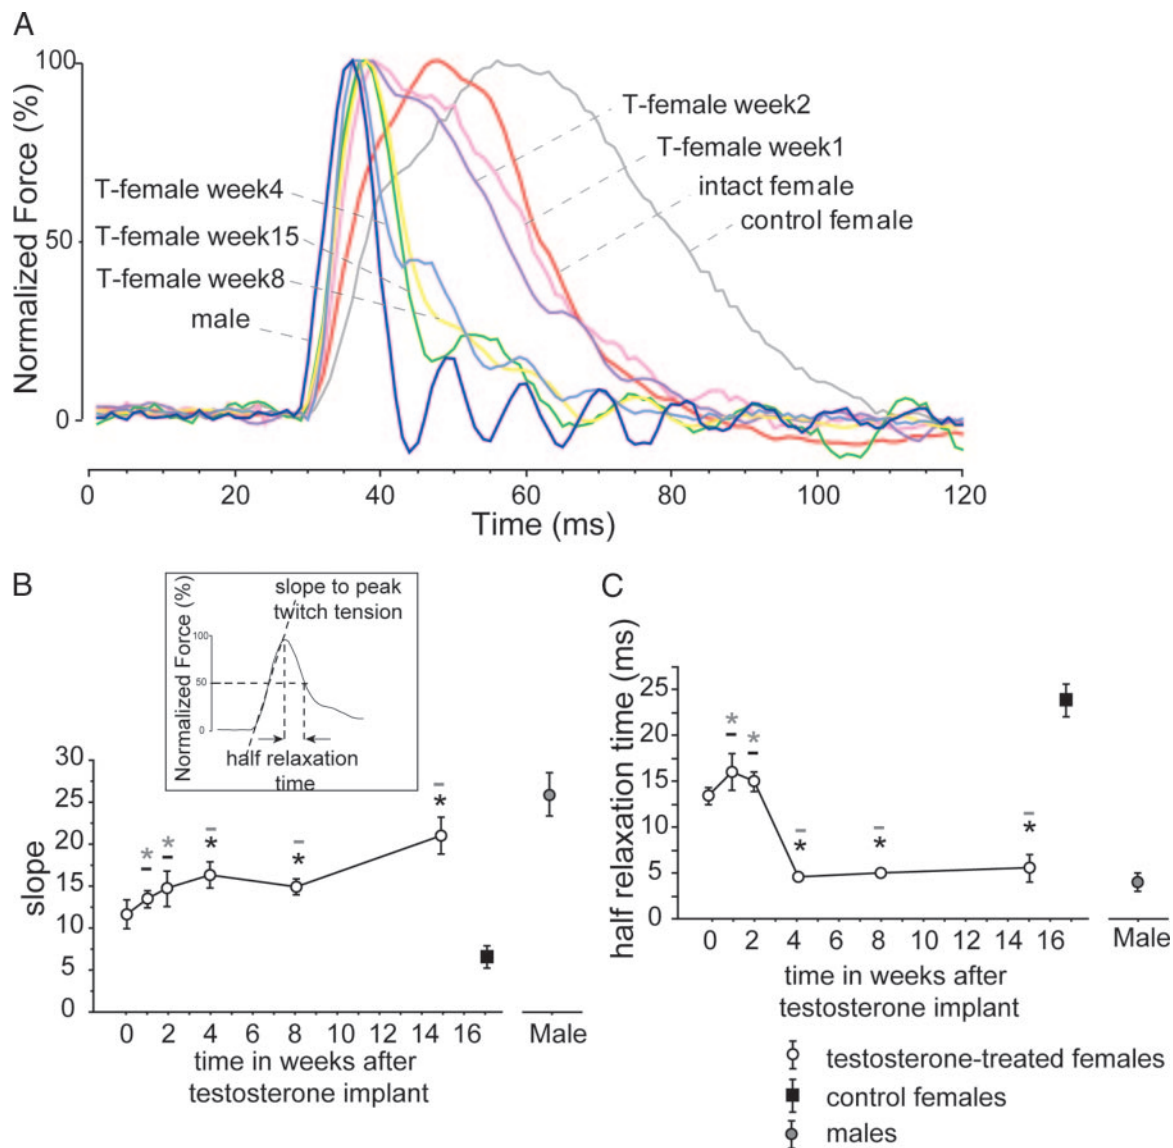 A
Normalized Force (%)
100
50
0
T-female week2
T-female week1
intact female
control female
T-female week4
T-female week15
T-female week8
male
0 20 40 60 80 100 120
Time (ms)
B
Normalized Force (%)
100
50
0
slope to peak
twitch tension
half relaxation
time
slope
30
25
20
15
10
5
0
* * * * *
0 2 4 6 8 10 12 14 16
Male
time in weeks after
testosterone implant
C
half relaxation time (ms)
25
20
15
10
5
0
* * * * *
0 2 4 6 8 10 12 14 16
Male
time in weeks after
testosterone implant
testosterone-treated females
control females
males